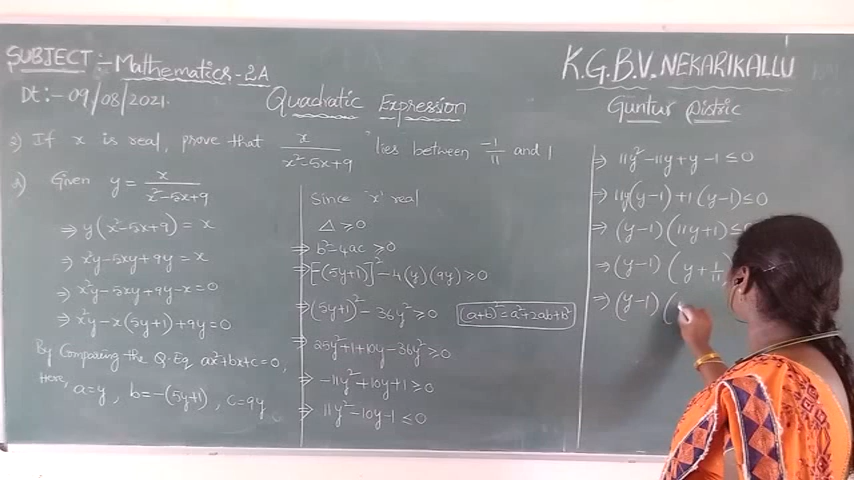 SUBJECT :- Mathematics - 2A
Dt:- 09/08/2021.
Quadratic Expression
K.G.B.V. NEKARIKALLU
Guntur District
If x is real, prove that x/(x²-5x+9) lies between -1/11 and 1
Given y = x/(x²-5x+9)
⇒ y(x²-5x+9) = x
⇒ x²y-5xy+9y = x
⇒ x²y-5xy+9y-x=0
⇒ x²y-x(5y+1)+9y=0
By Comparing the Q.Eq ax²+bx+c=0,
Here, a=y, b=-(5y+1), c=9y
Since 'x' real
△ ≥0
⇒ b²-4ac ≥0
⇒ [-(5y+1)]²-4(y)(9y) ≥0
⇒ (5y+1)²-36y² ≥0
(a+b)²=a²+2ab+b²
⇒ 25y²+1+10y-36y² ≥0
⇒ -11y²+10y+1 ≥0
⇒ 11y²-10y-1 ≤0
⇒ 11y²-11y+y-1 ≤0
⇒ 11y(y-1)+1(y-1) ≤0
⇒ (y-1)(11y+1) ≤0
⇒ (y-1)(y+1/11)
⇒ (y-1)(